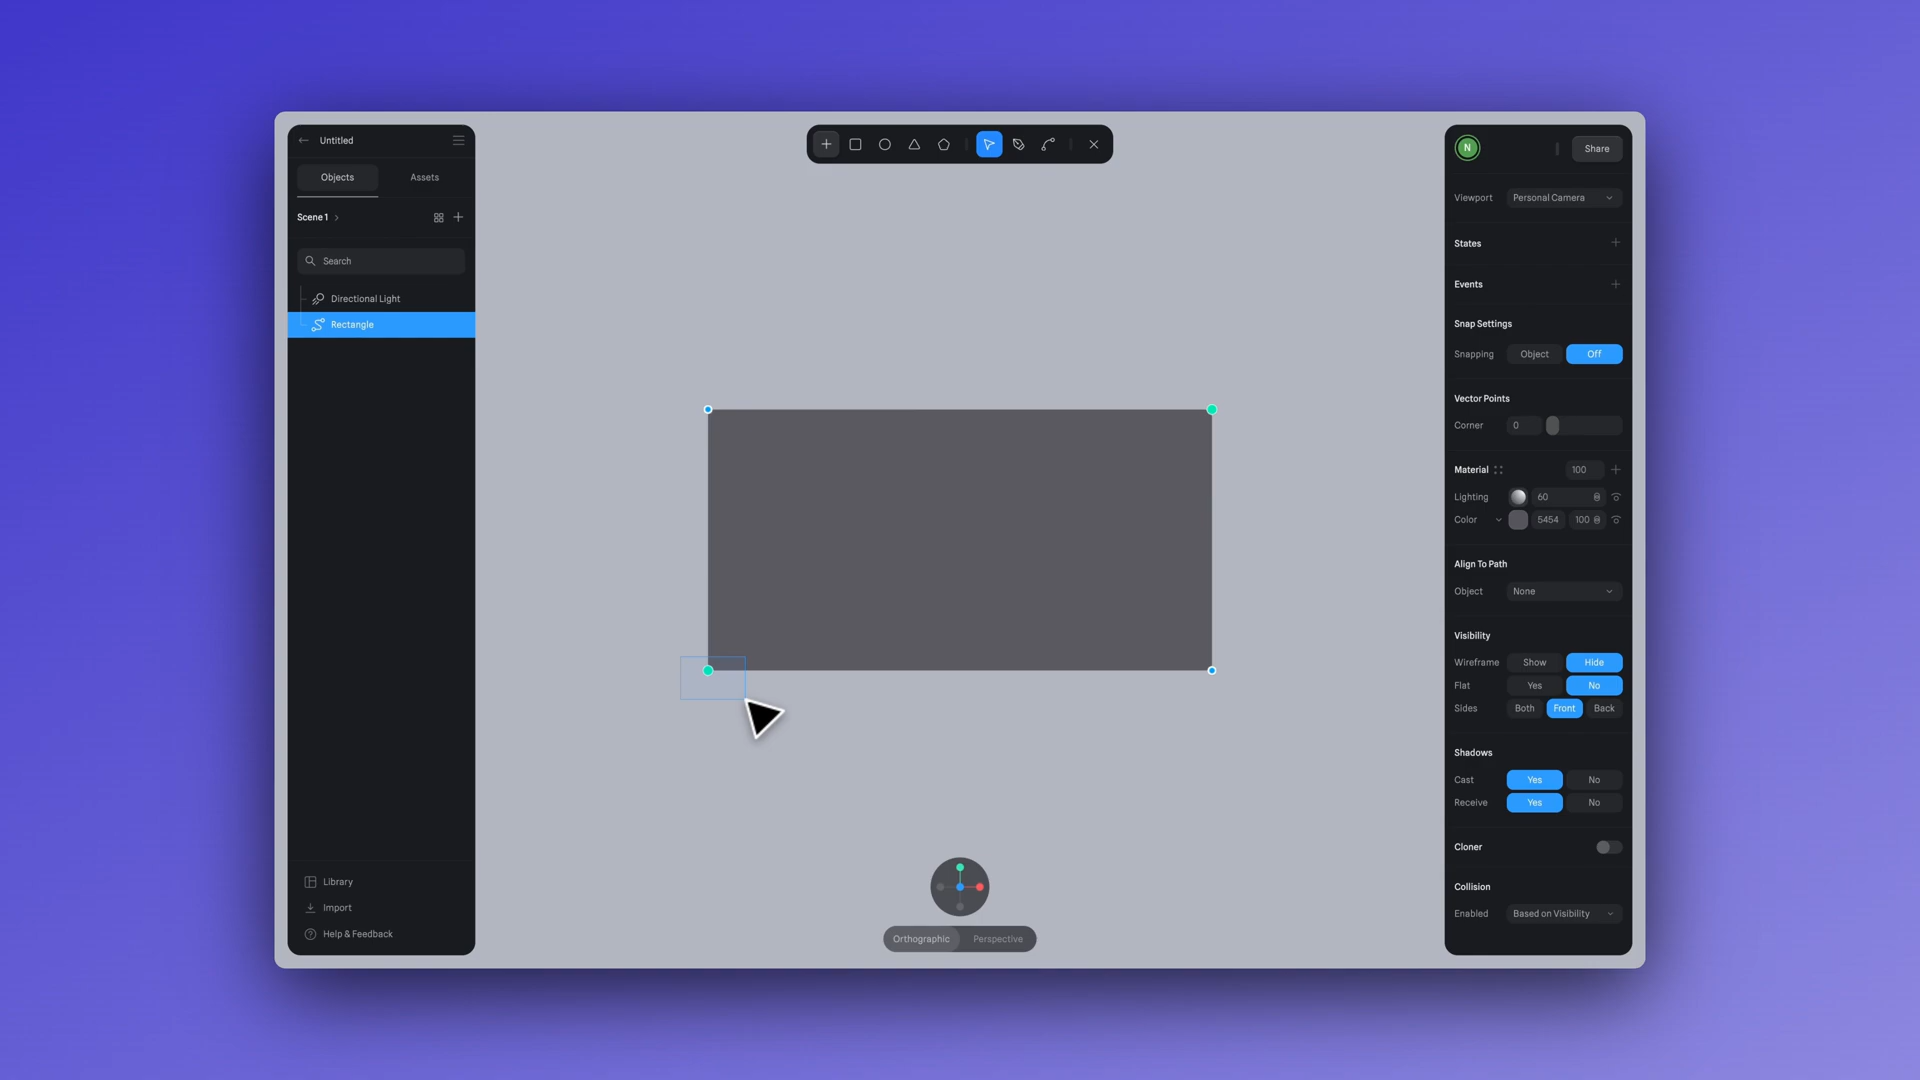 Untitled
Objects
Assets
Scene 1
Search
Directional Light
Rectangle
Library
Import
Help & Feedback
Orthographic
Perspective
N
Share
Viewport
Personal Camera
States
Events
Snap Settings
Snapping
Object
Off
Vector Points
Corner
0
Material
100
Lighting
60
Color
5454
100
Align To Path
Object
None
Visibility
Wireframe
Show
Hide
Flat
Yes
No
Sides
Both
Front
Back
Shadows
Cast
Yes
No
Receive
Yes
No
Cloner
Collision
Enabled
Based on Visibility